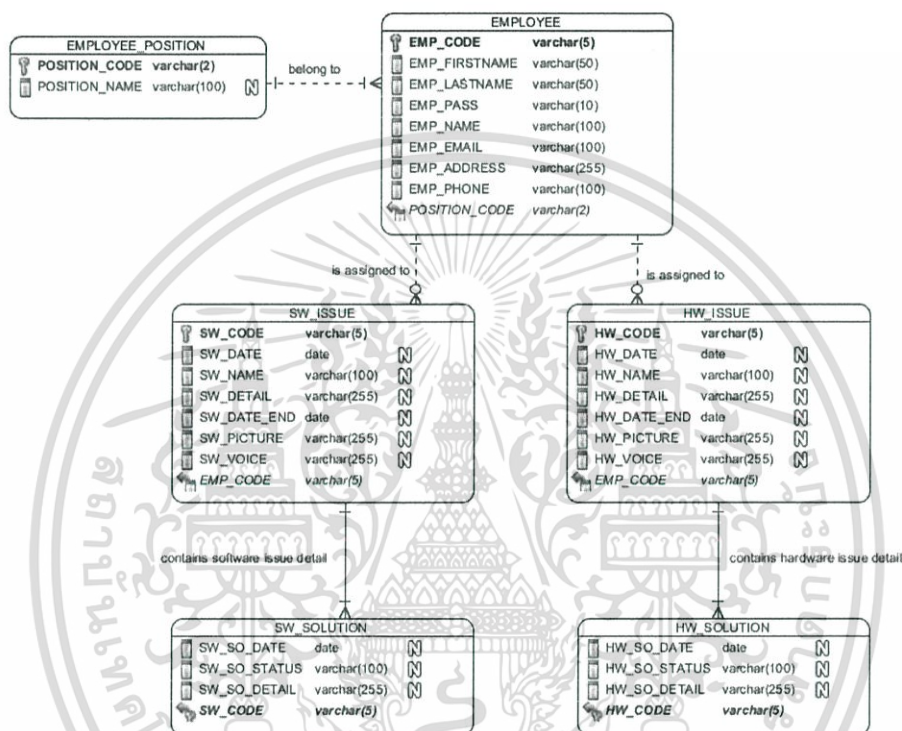 EMPLOYEE
EMP_CODE varchar(5)
EMP_FIRSTNAME varchar(50)
EMP_LASTNAME varchar(50)
EMP_PASS varchar(10)
EMP_NAME varchar(100)
EMP_EMAIL varchar(100)
EMP_ADDRESS varchar(255)
EMP_PHONE varchar(100)
POSITION_CODE varchar(2)
EMPLOYEE_POSITION
POSITION_CODE varchar(2)
POSITION_NAME varchar(100) N
belong to
is assigned to
is assigned to
SW_ISSUE
SW_CODE varchar(5)
SW_DATE date N
SW_NAME varchar(100) N
SW_DETAIL varchar(255) N
SW_DATE_END date N
SW_PICTURE varchar(255) N
SW_VOICE varchar(255) N
EMP_CODE varchar(5)
HW_ISSUE
HW_CODE varchar(5)
HW_DATE date N
HW_NAME varchar(100) N
HW_DETAIL varchar(255) N
HW_DATE_END date N
HW_PICTURE varchar(255) N
HW_VOICE varchar(255) N
EMP_CODE varchar(5)
contains software issue detail
contains hardware issue detail
SW_SOLUTION
SW_SO_DATE date N
SW_SO_STATUS varchar(100) N
SW_SO_DETAIL varchar(255) N
SW_CODE varchar(5)
HW_SOLUTION
HW_SO_DATE date N
HW_SO_STATUS varchar(100) N
HW_SO_DETAIL varchar(255) N
HW_CODE varchar(5)